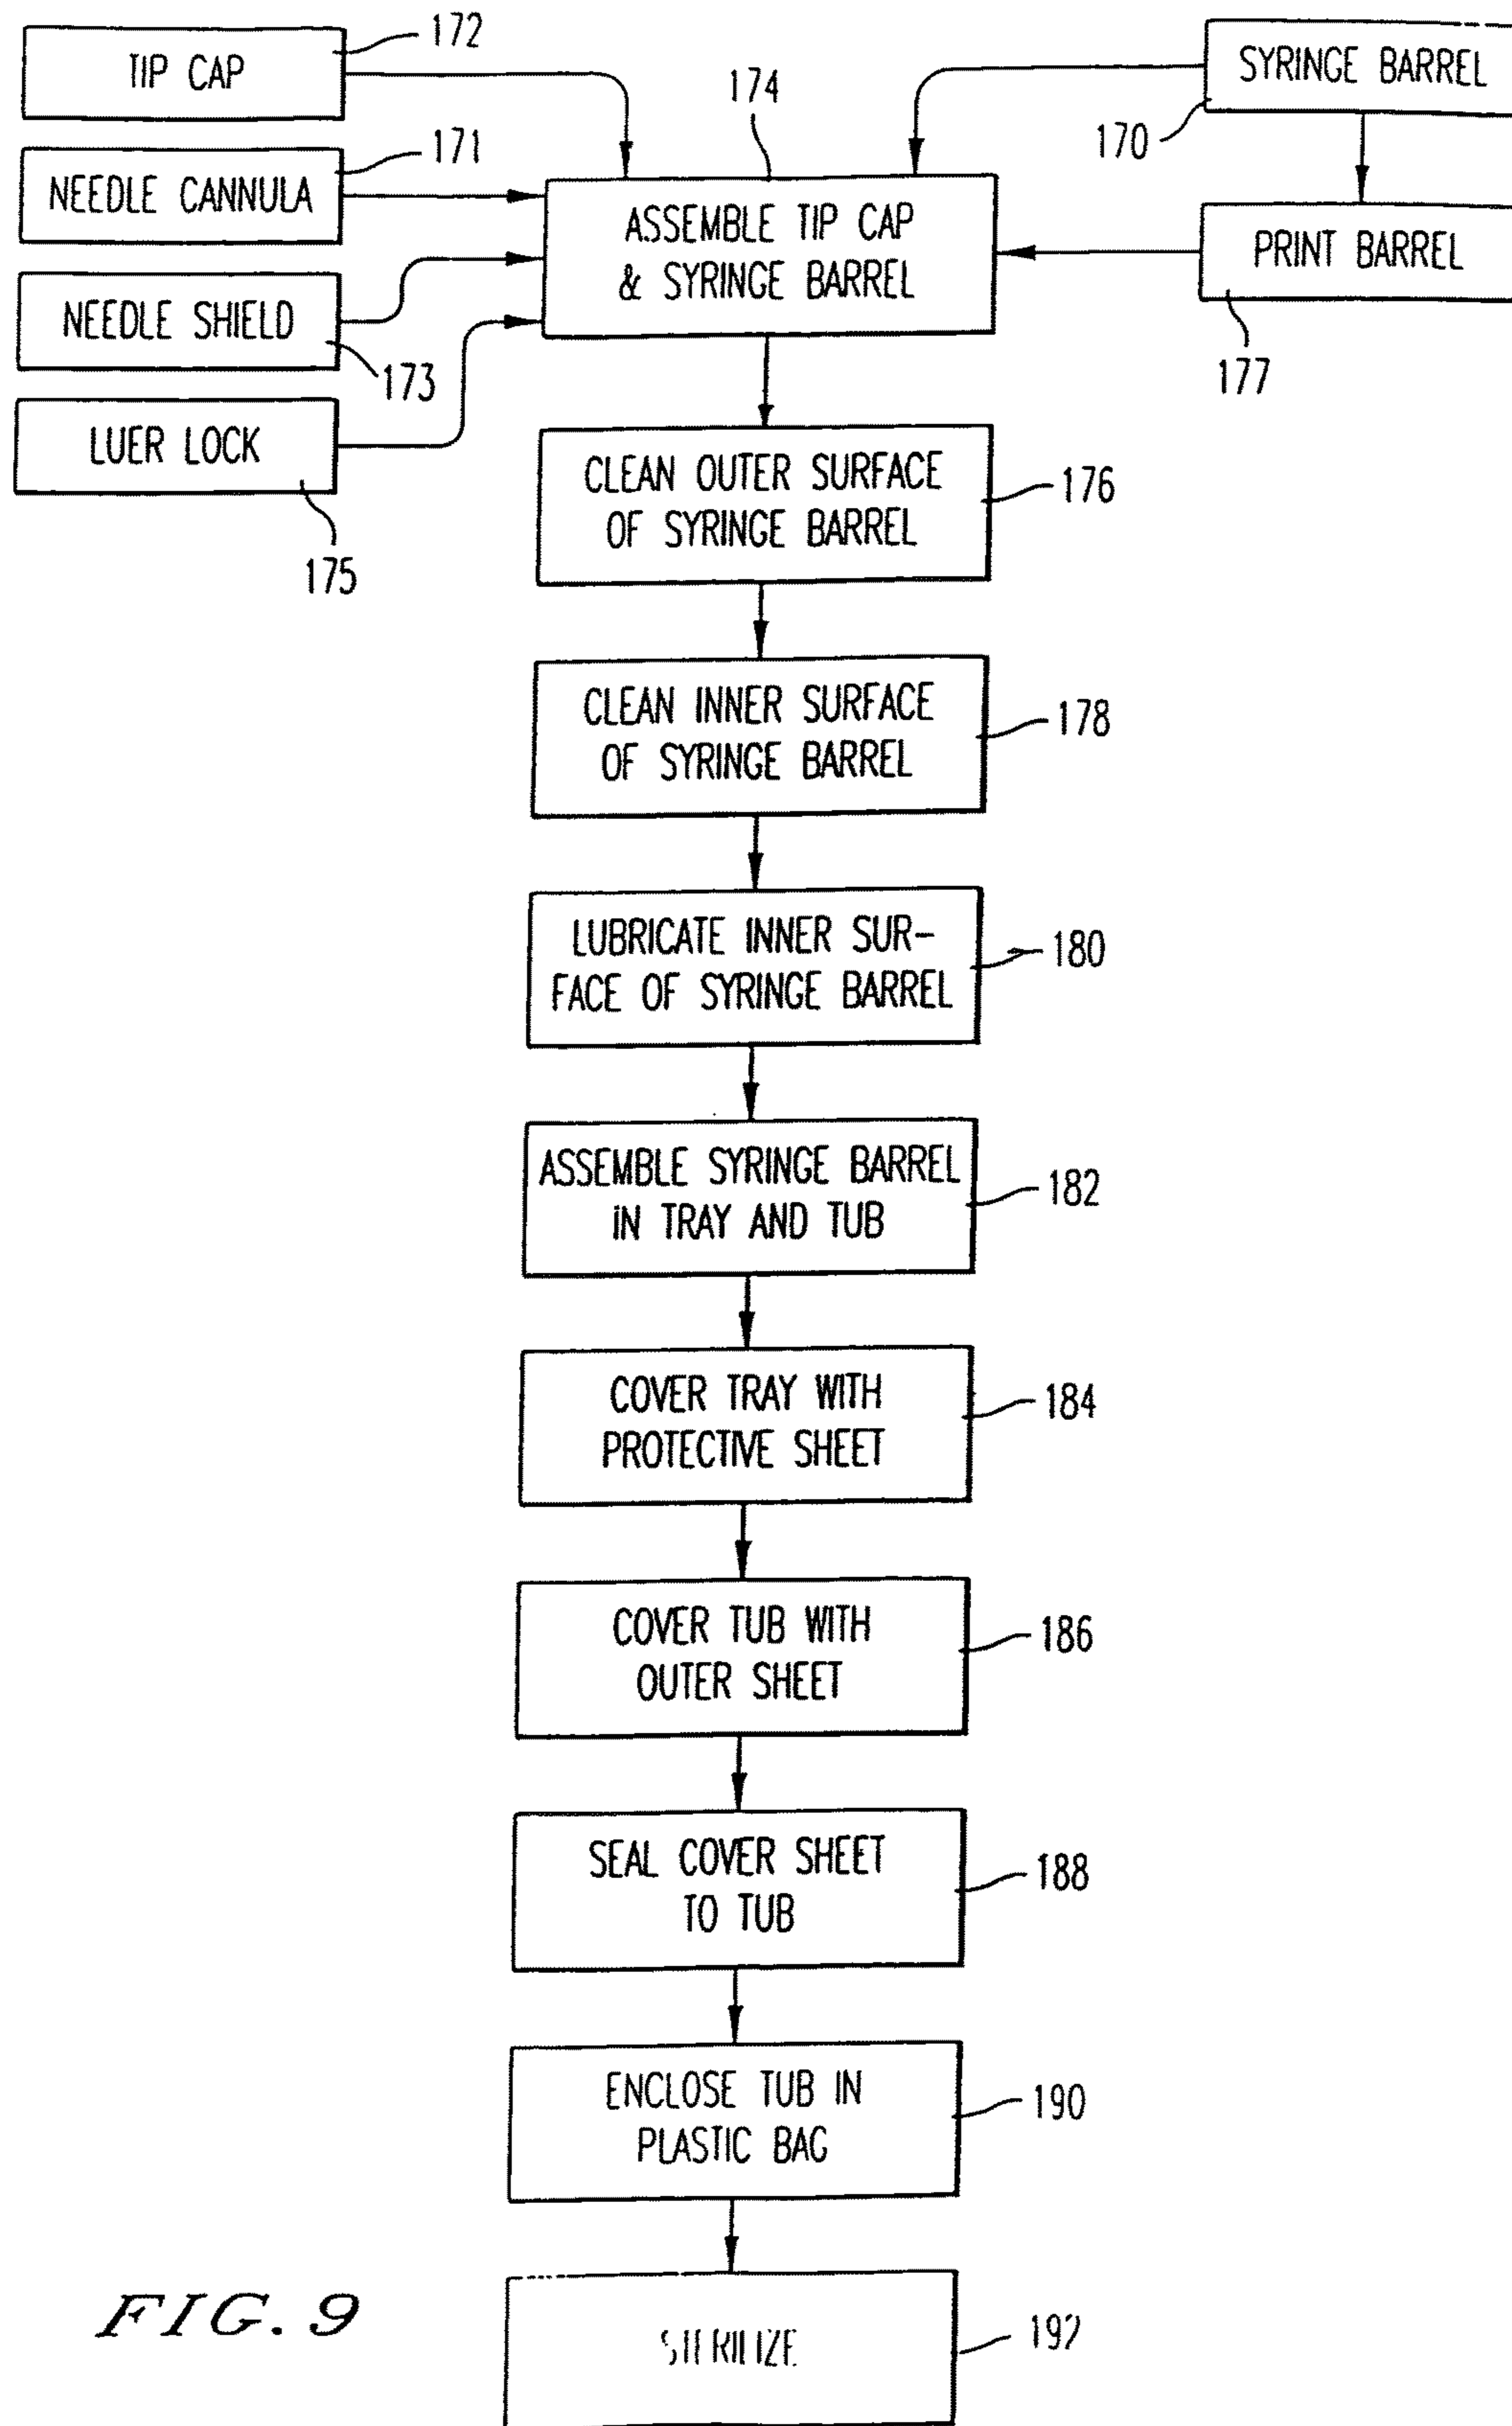 TIP CAP
172
NEEDLE CANNULA
171
NEEDLE SHIELD
173
LUER LOCK
175
174
ASSEMBLE TIP CAP
& SYRINGE BARREL
SYRINGE BARREL
170
PRINT BARREL
177
CLEAN OUTER SURFACE
OF SYRINGE BARREL
176
CLEAN INNER SURFACE
OF SYRINGE BARREL
178
LUBRICATE INNER SUR-
FACE OF SYRINGE BARREL
180
ASSEMBLE SYRINGE BARREL
IN TRAY AND TUB
182
COVER TRAY WITH
PROTECTIVE SHEET
184
COVER TUB WITH
OUTER SHEET
186
SEAL COVER SHEET
TO TUB
188
ENCLOSE TUB IN
PLASTIC BAG
190
STERILIZE
192
FIG. 9